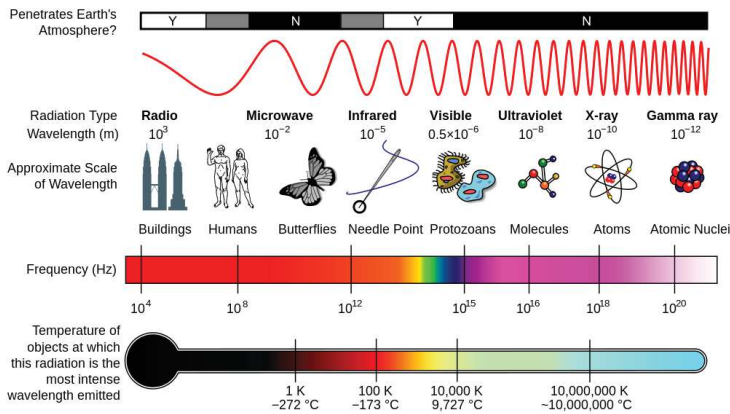 Penetrates Earth's
Atmosphere?
Y N Y N
Radiation Type
Radio Microwave Infrared Visible Ultraviolet X-ray Gamma ray
Wavelength (m)
10³ 10⁻² 10⁻⁵ 0.5×10⁻⁶ 10⁻⁸ 10⁻¹⁰ 10⁻¹²
Approximate Scale
of Wavelength
Buildings Humans Butterflies Needle Point Protozoans Molecules Atoms Atomic Nuclei
Frequency (Hz)
10⁴ 10⁸ 10¹² 10¹⁵ 10¹⁶ 10¹⁸ 10²⁰
Temperature of
objects at which
this radiation is the
most intense
wavelength emitted
1 K 100 K 10,000 K 10,000,000 K
−272 °C −173 °C 9,727 °C ~10,000,000 °C